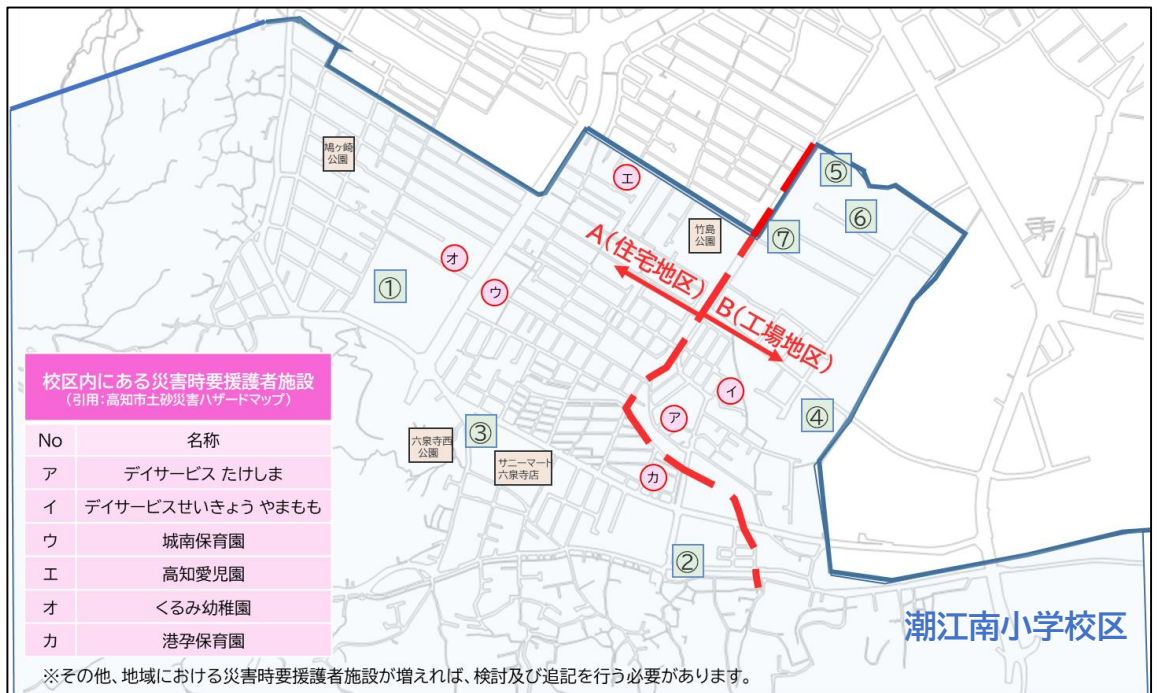 鳩ヶ崎
公園
エ
⑤
⑥
竹島
公園
⑦
A(住宅地区)
B(工場地区)
オ
ウ
①
イ
ア
④
③
六泉寺西
公園
サニーマート
六泉寺店
カ
②
校区内にある災害時要援護者施設
(引用:高知市土砂災害ハザードマップ)
No 名称
ア デイサービス たけしま
イ デイサービスせいきょう やまもも
ウ 城南保育園
エ 高知愛児園
オ くるみ幼稚園
カ 港孕保育園
潮江南小学校区
※その他、地域における災害時要援護者施設が増えれば、検討及び追記を行う必要があります。